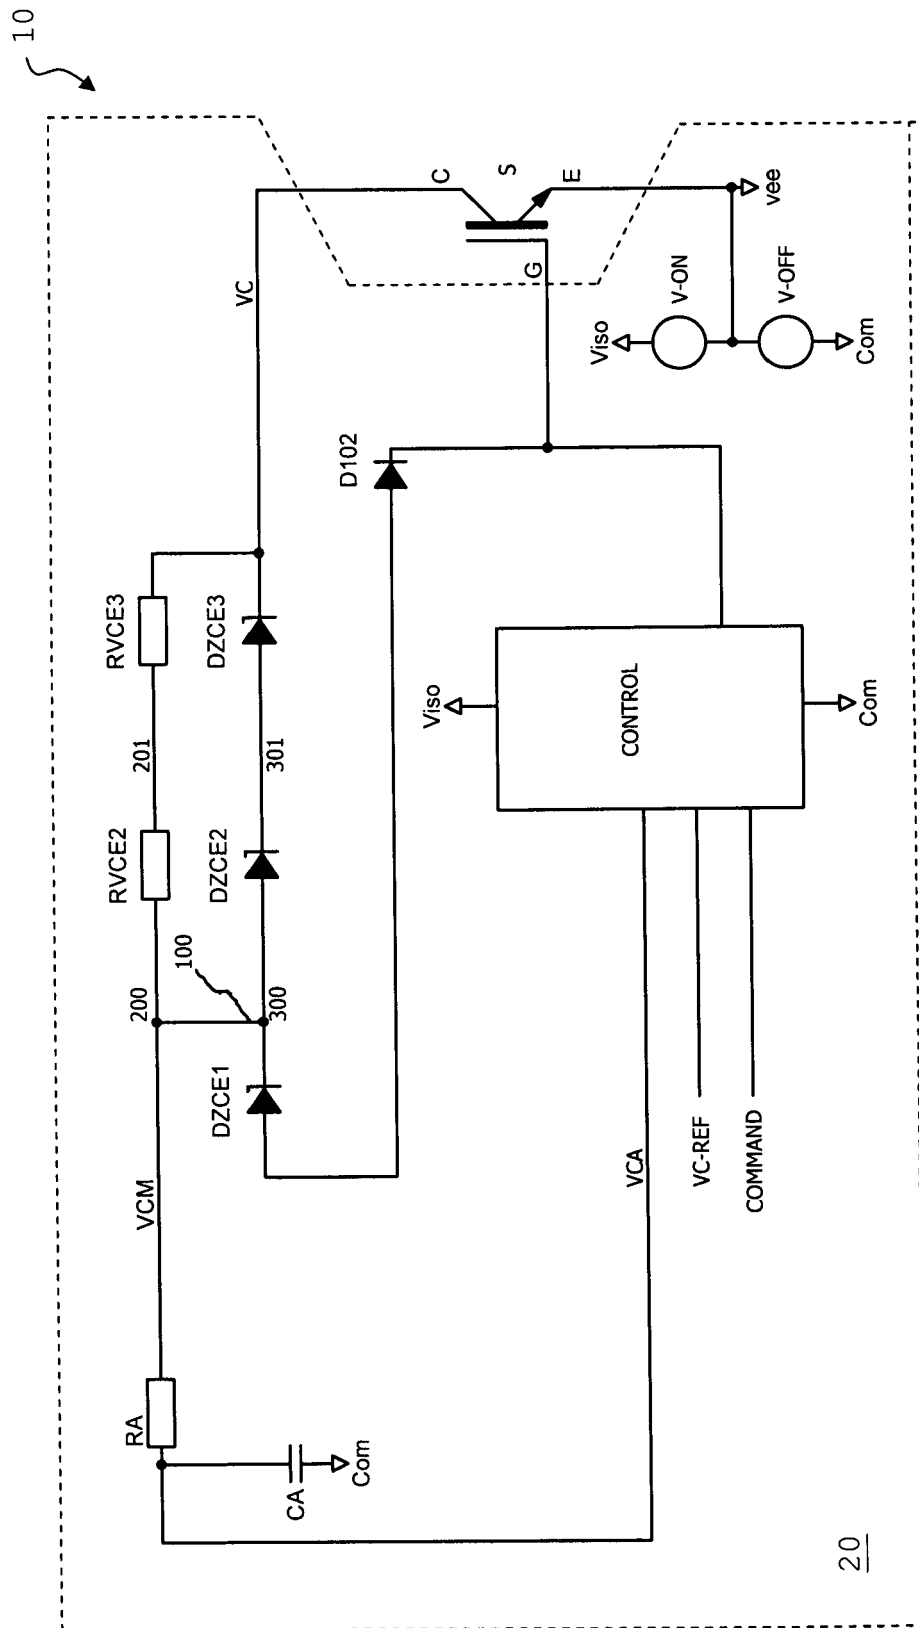 10
RA
VCM
200
RVCE2
201
RVCE3
VC
C
S
E
G
100
CA
Com
DZCE1
300
DZCE2
301
DZCE3
D102
Viso
V-ON
V-OFF
vee
Com
Viso
CONTROL
Com
VCA
VC-REF
COMMAND
20